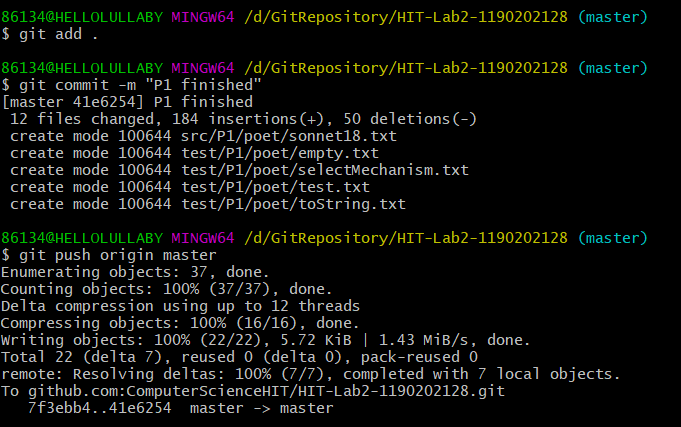 86134@HELLOLULLABY MINGW64 /d/GitRepository/HIT-Lab2-1190202128 (master)
$ git add .
86134@HELLOLULLABY MINGW64 /d/GitRepository/HIT-Lab2-1190202128 (master)
$ git commit -m "P1 finished"
[master 41e6254] P1 finished
 12 files changed, 184 insertions(+), 50 deletions(-)
 create mode 100644 src/P1/poet/sonnet18.txt
 create mode 100644 test/P1/poet/empty.txt
 create mode 100644 test/P1/poet/selectMechanism.txt
 create mode 100644 test/P1/poet/test.txt
 create mode 100644 test/P1/poet/toString.txt
86134@HELLOLULLABY MINGW64 /d/GitRepository/HIT-Lab2-1190202128 (master)
$ git push origin master
Enumerating objects: 37, done.
Counting objects: 100% (37/37), done.
Delta compression using up to 12 threads
Compressing objects: 100% (16/16), done.
Writing objects: 100% (22/22), 5.72 KiB | 1.43 MiB/s, done.
Total 22 (delta 7), reused 0 (delta 0), pack-reused 0
remote: Resolving deltas: 100% (7/7), completed with 7 local objects.
To github.com:ComputerScienceHIT/HIT-Lab2-1190202128.git
   7f3ebb4..41e6254  master -> master